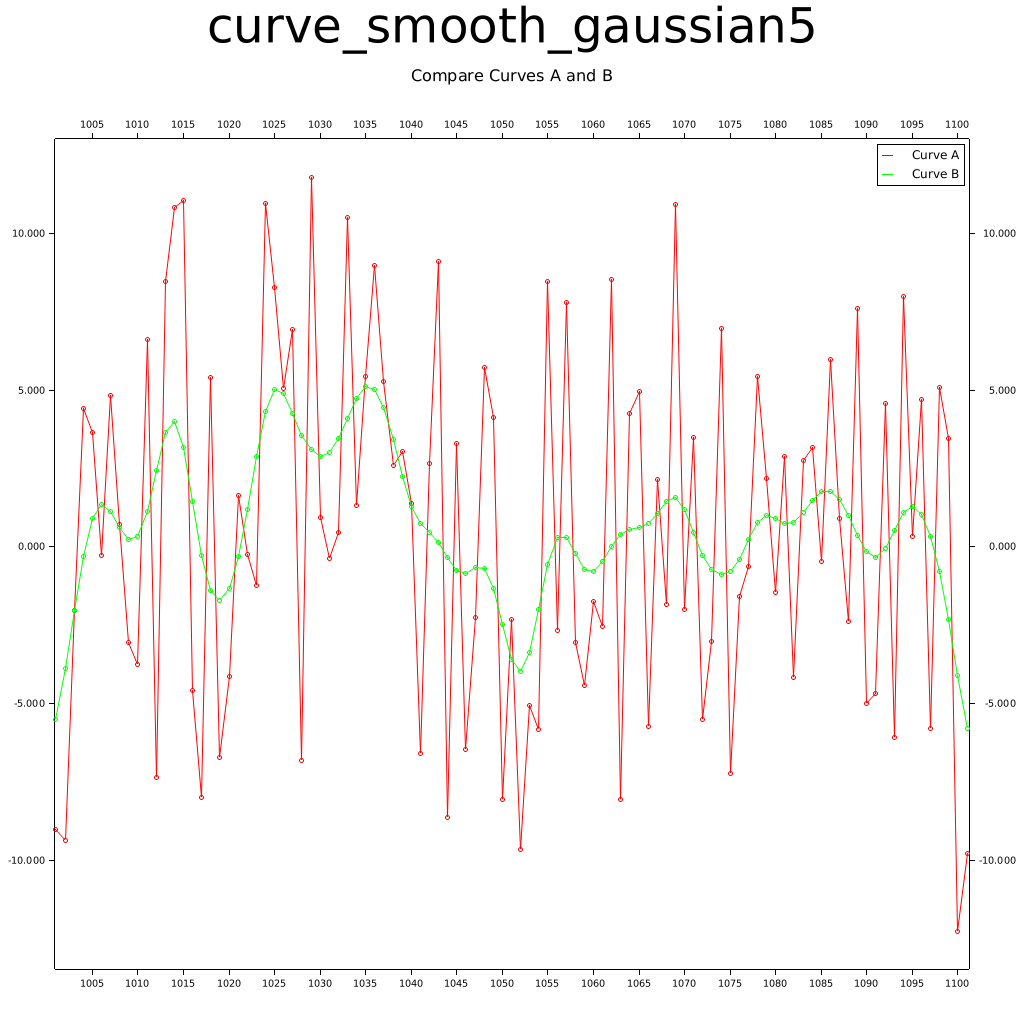 curve_smooth_gaussian5
Compare Curves A and B
1005 1010 1015 1020 1025 1030 1035 1040 1045 1050 1055 1060 1065 1070 1075 1080 1085 1090 1095 1100
Curve A
Curve B
10.000 10.000
5.000 5.000
0.000 0.000
-5.000 -5.000
-10.000 -10.000
1005 1010 1015 1020 1025 1030 1035 1040 1045 1050 1055 1060 1065 1070 1075 1080 1085 1090 1095 1100